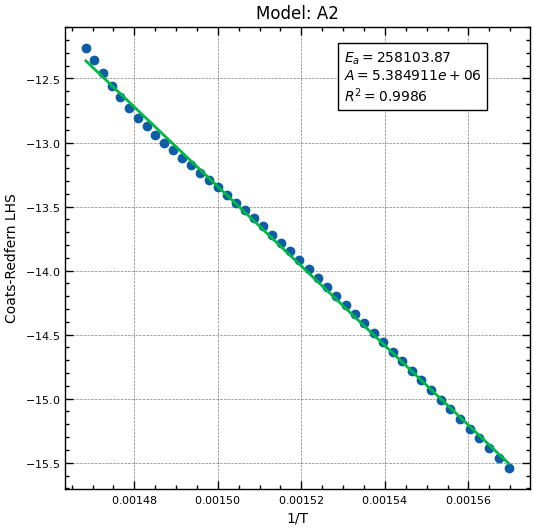 Model: A2
E_a = 258103.87
A = 5.384911e + 06
R² = 0.9986
Coats-Redfern LHS
−12.5
−13.0
−13.5
−14.0
−14.5
−15.0
−15.5
0.00148 0.00150 0.00152 0.00154 0.00156
1/T